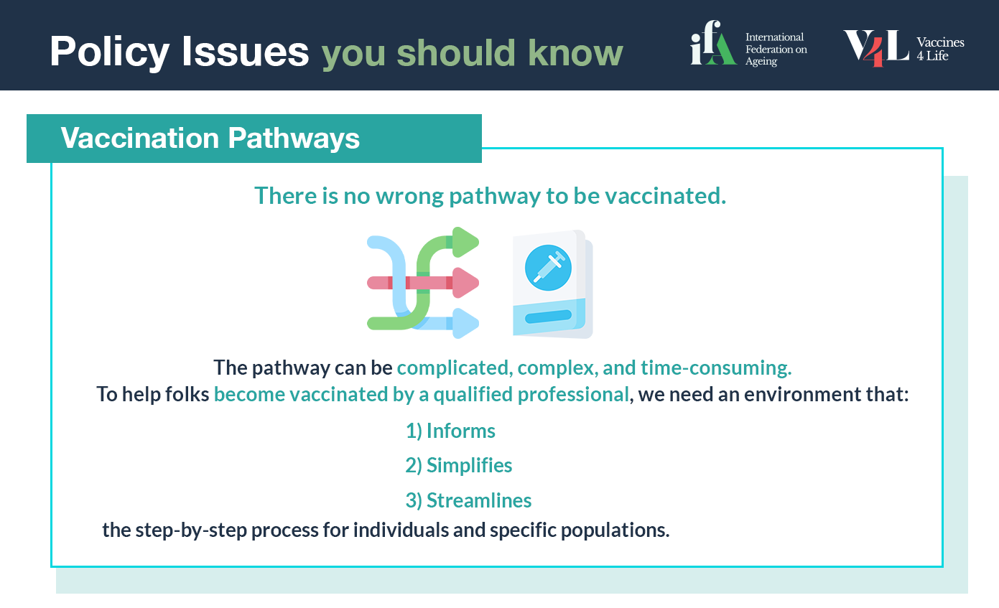 Policy Issues you should know
ifA
International
Federation on
Ageing
V4L
Vaccines
4 Life
Vaccination Pathways
There is no wrong pathway to be vaccinated.
The pathway can be complicated, complex, and time-consuming.
To help folks become vaccinated by a qualified professional, we need an environment that:
1) Informs
2) Simplifies
3) Streamlines
the step-by-step process for individuals and specific populations.